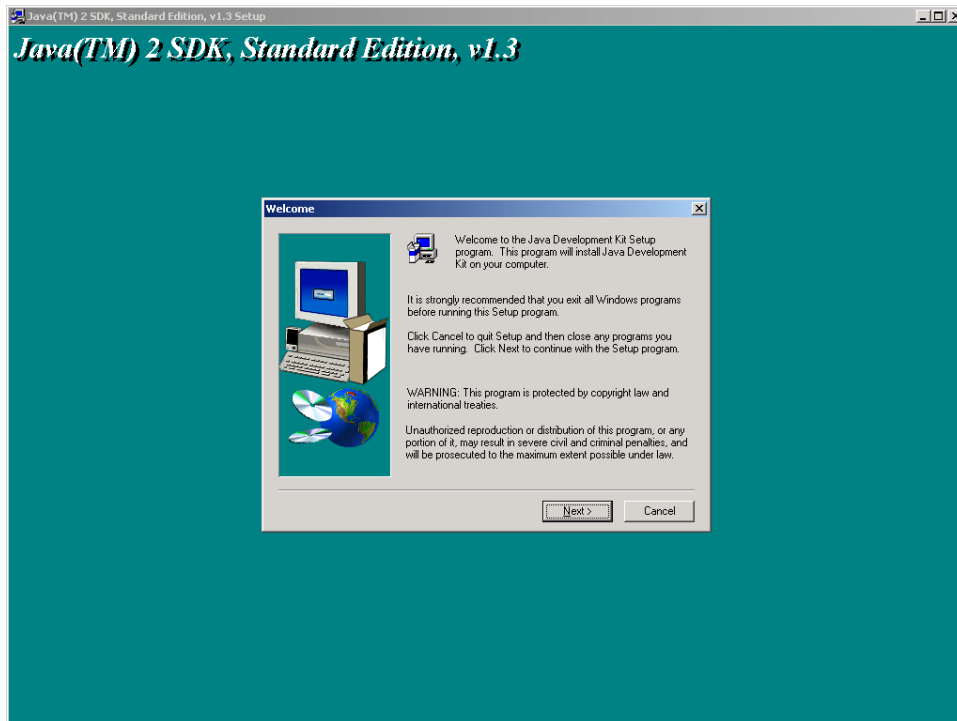 Java(TM) 2 SDK, Standard Edition, v1.3 Setup
Java(TM) 2 SDK, Standard Edition, v1.3
Welcome
Welcome to the Java Development Kit Setup
program. This program will install Java Development
Kit on your computer.
It is strongly recommended that you exit all Windows programs
before running this Setup program.
Click Cancel to quit Setup and then close any programs you
have running. Click Next to continue with the Setup program.
WARNING: This program is protected by copyright law and
international treaties.
Unauthorized reproduction or distribution of this program, or any
portion of it, may result in severe civil and criminal penalties, and
will be prosecuted to the maximum extent possible under law.
Next > Cancel